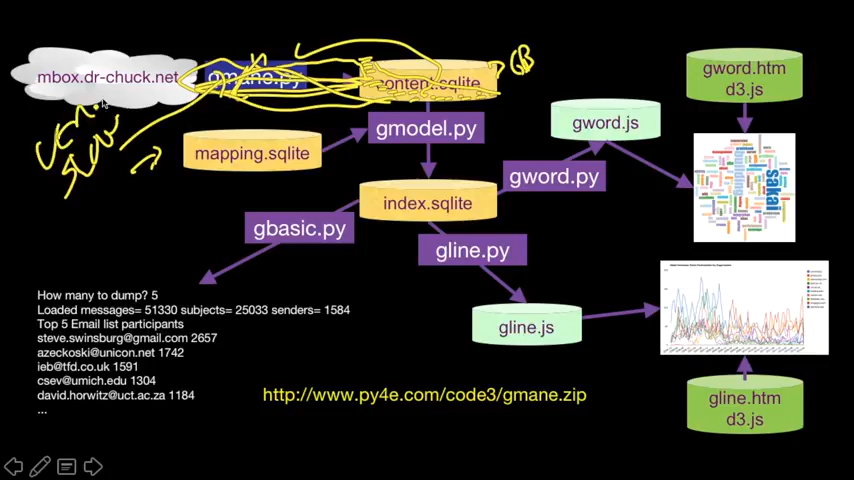 mbox.dr-chuck.net
gmane.py
content.sqlite
GB
gword.htm
d3.js
mapping.sqlite
gmodel.py
gword.js
gword.py
index.sqlite
sakai
gbasic.py
gline.py
How many to dump? 5
Loaded messages= 51330 subjects= 25033 senders= 1584
Top 5 Email list participants
steve.swinsburg@gmail.com 2657
azeckoski@unicon.net 1742
ieb@tfd.co.uk 1591
csev@umich.edu 1304
david.horwitz@uct.ac.za 1184
...
gline.js
http://www.py4e.com/code3/gmane.zip
gline.htm
d3.js